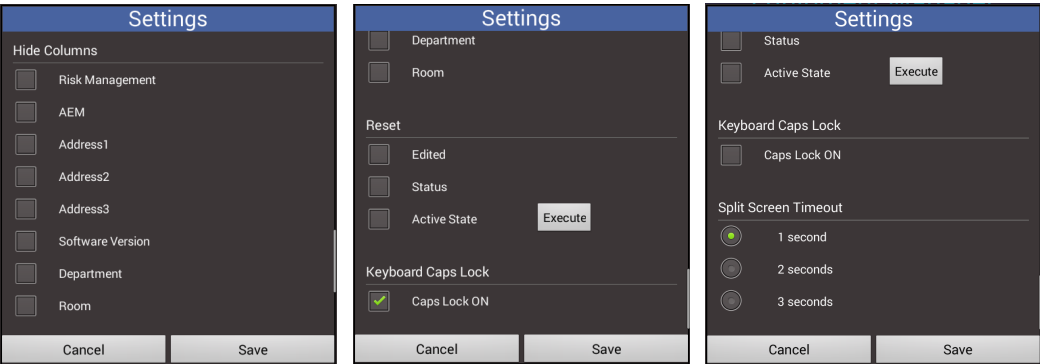 Settings
Hide Columns
Risk Management
AEM
Address1
Address2
Address3
Software Version
Department
Room
Cancel Save
Settings
Department
Room
Reset
Edited
Status
Active State Execute
Keyboard Caps Lock
Caps Lock ON
Cancel Save
Settings
Status
Active State Execute
Keyboard Caps Lock
Caps Lock ON
Split Screen Timeout
1 second
2 seconds
3 seconds
Cancel Save